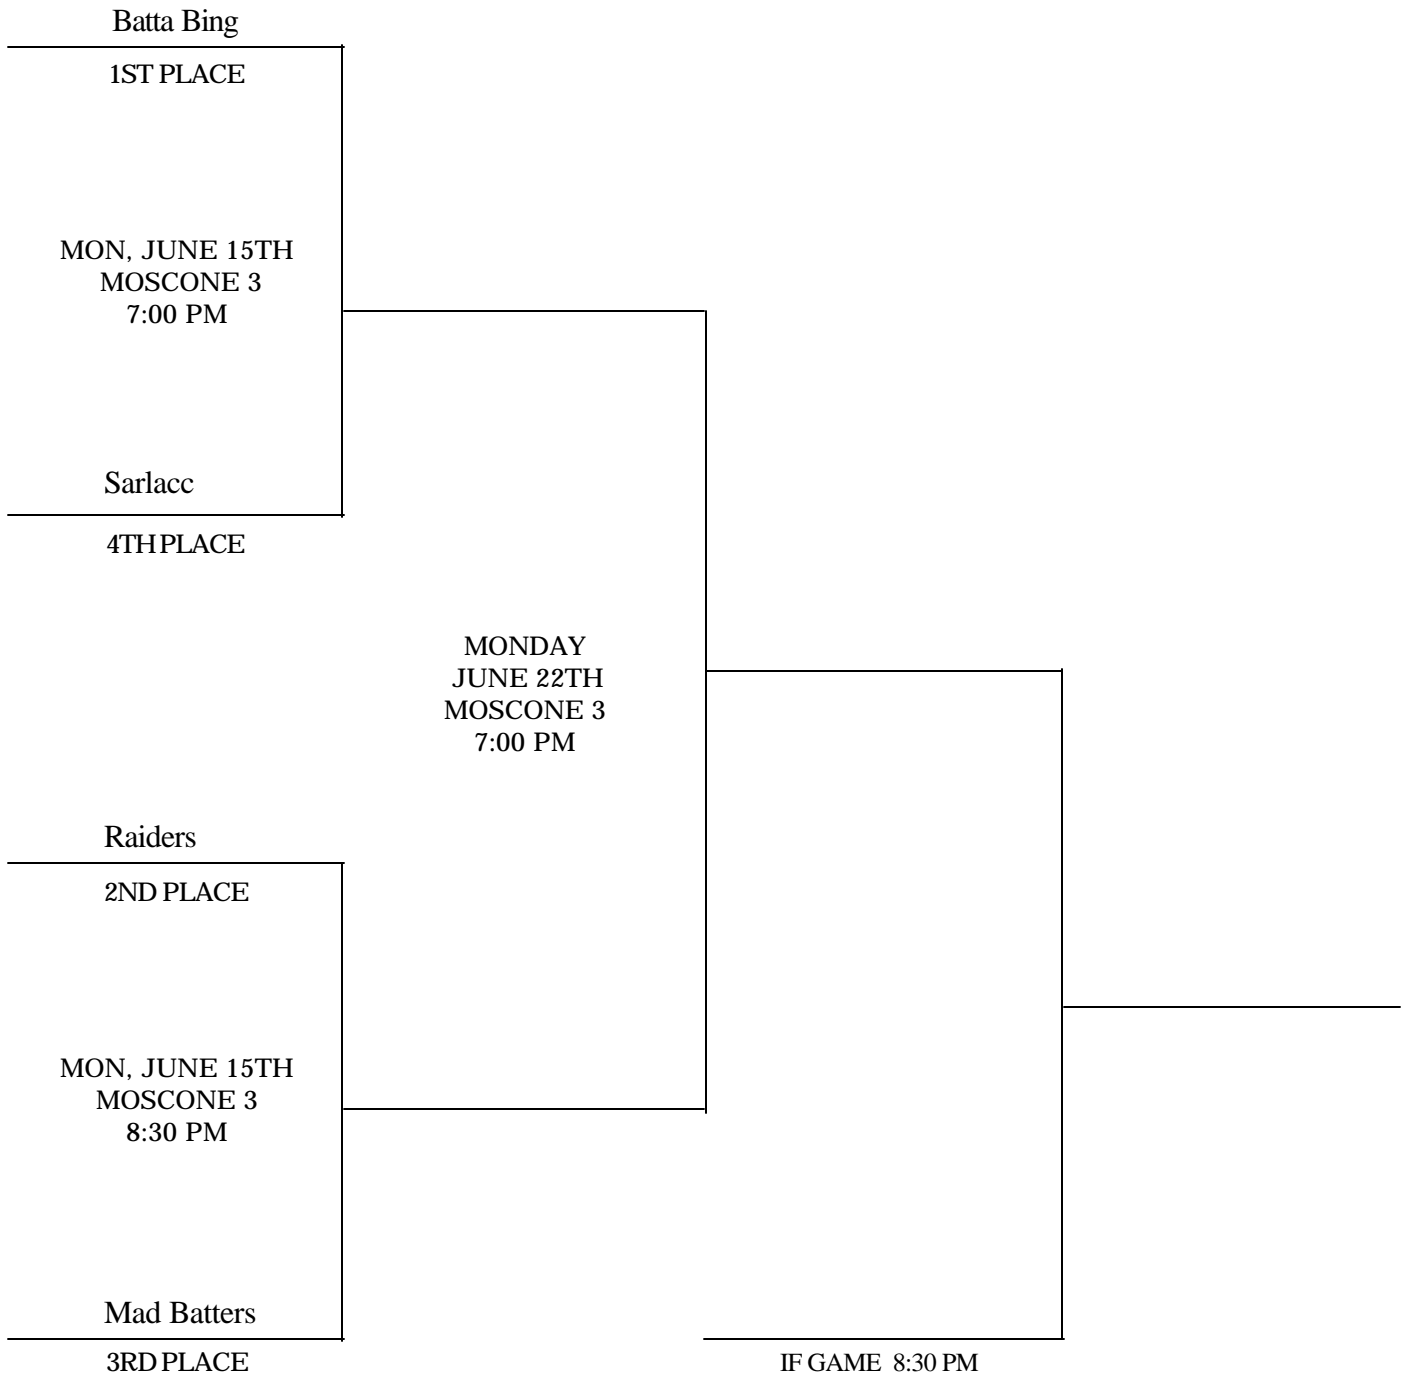 Batta Bing
1ST PLACE
MON, JUNE 15TH
MOSCONE 3
7:00 PM
Sarlacc
4TH PLACE
MONDAY
JUNE 22TH
MOSCONE 3
7:00 PM
Raiders
2ND PLACE
MON, JUNE 15TH
MOSCONE 3
8:30 PM
Mad Batters
3RD PLACE
IF GAME 8:30 PM